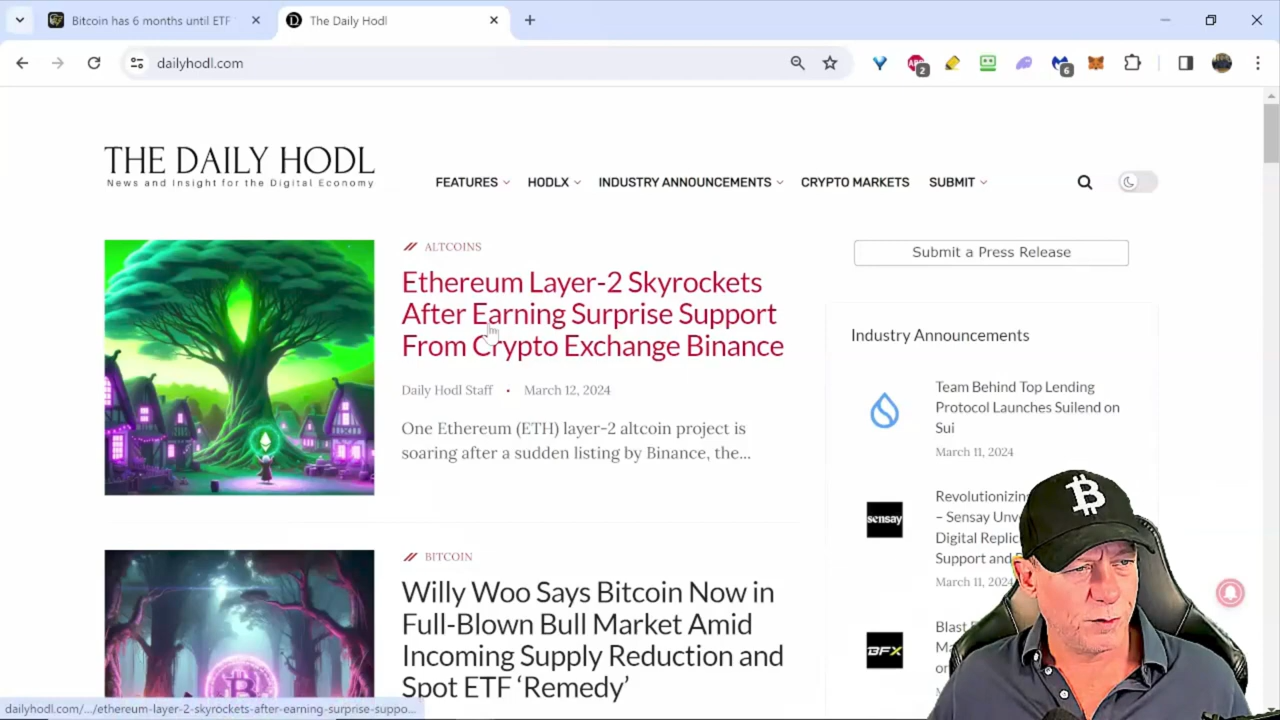 Bitcoin has 6 months until ETF
The Daily Hodl
dailyhodl.com
2
6
THE DAILY HODL
News and Insight for the Digital Economy
FEATURES
HODLX
INDUSTRY ANNOUNCEMENTS
CRYPTO MARKETS
SUBMIT
ALTCOINS
Ethereum Layer-2 Skyrockets
After Earning Surprise Support
From Crypto Exchange Binance
Daily Hodl Staff • March 12, 2024
One Ethereum (ETH) layer-2 altcoin project is
soaring after a sudden listing by Binance, the...
BITCOIN
Willy Woo Says Bitcoin Now in
Full-Blown Bull Market Amid
Incoming Supply Reduction and
Spot ETF ‘Remedy’
Submit a Press Release
Industry Announcements
Team Behind Top Lending
Protocol Launches Suilend on
Sui
March 11, 2024
sensay
– Sensay
Digital
Support and
March 11, 2024
BFX
Blast
dailyhodl.com/.../ethereum-layer-2-skyrockets-after-earning-surprise-suppo...